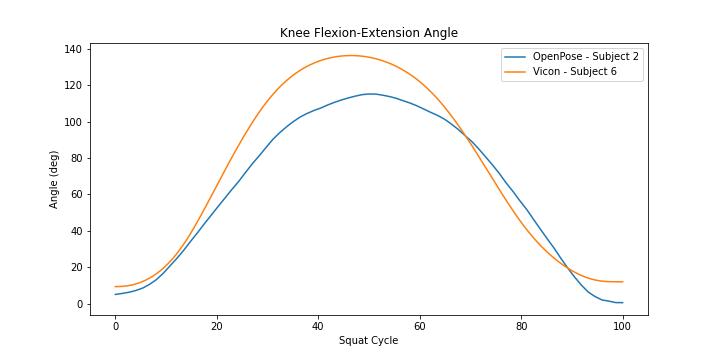 Knee Flexion-Extension Angle
OpenPose - Subject 2
Vicon - Subject 6
Angle (deg)
140
120
100
80
60
40
20
0
0 20 40 60 80 100
Squat Cycle